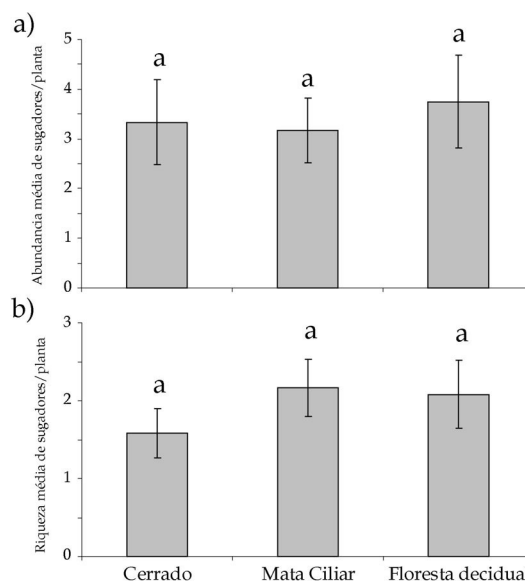 a)
Abundancia média de sugadores/planta
5
4
3
2
1
0
a a a
b)
Riqueza média de sugadores/planta
3
2
1
0
a a a
Cerrado Mata Ciliar Floresta decidua